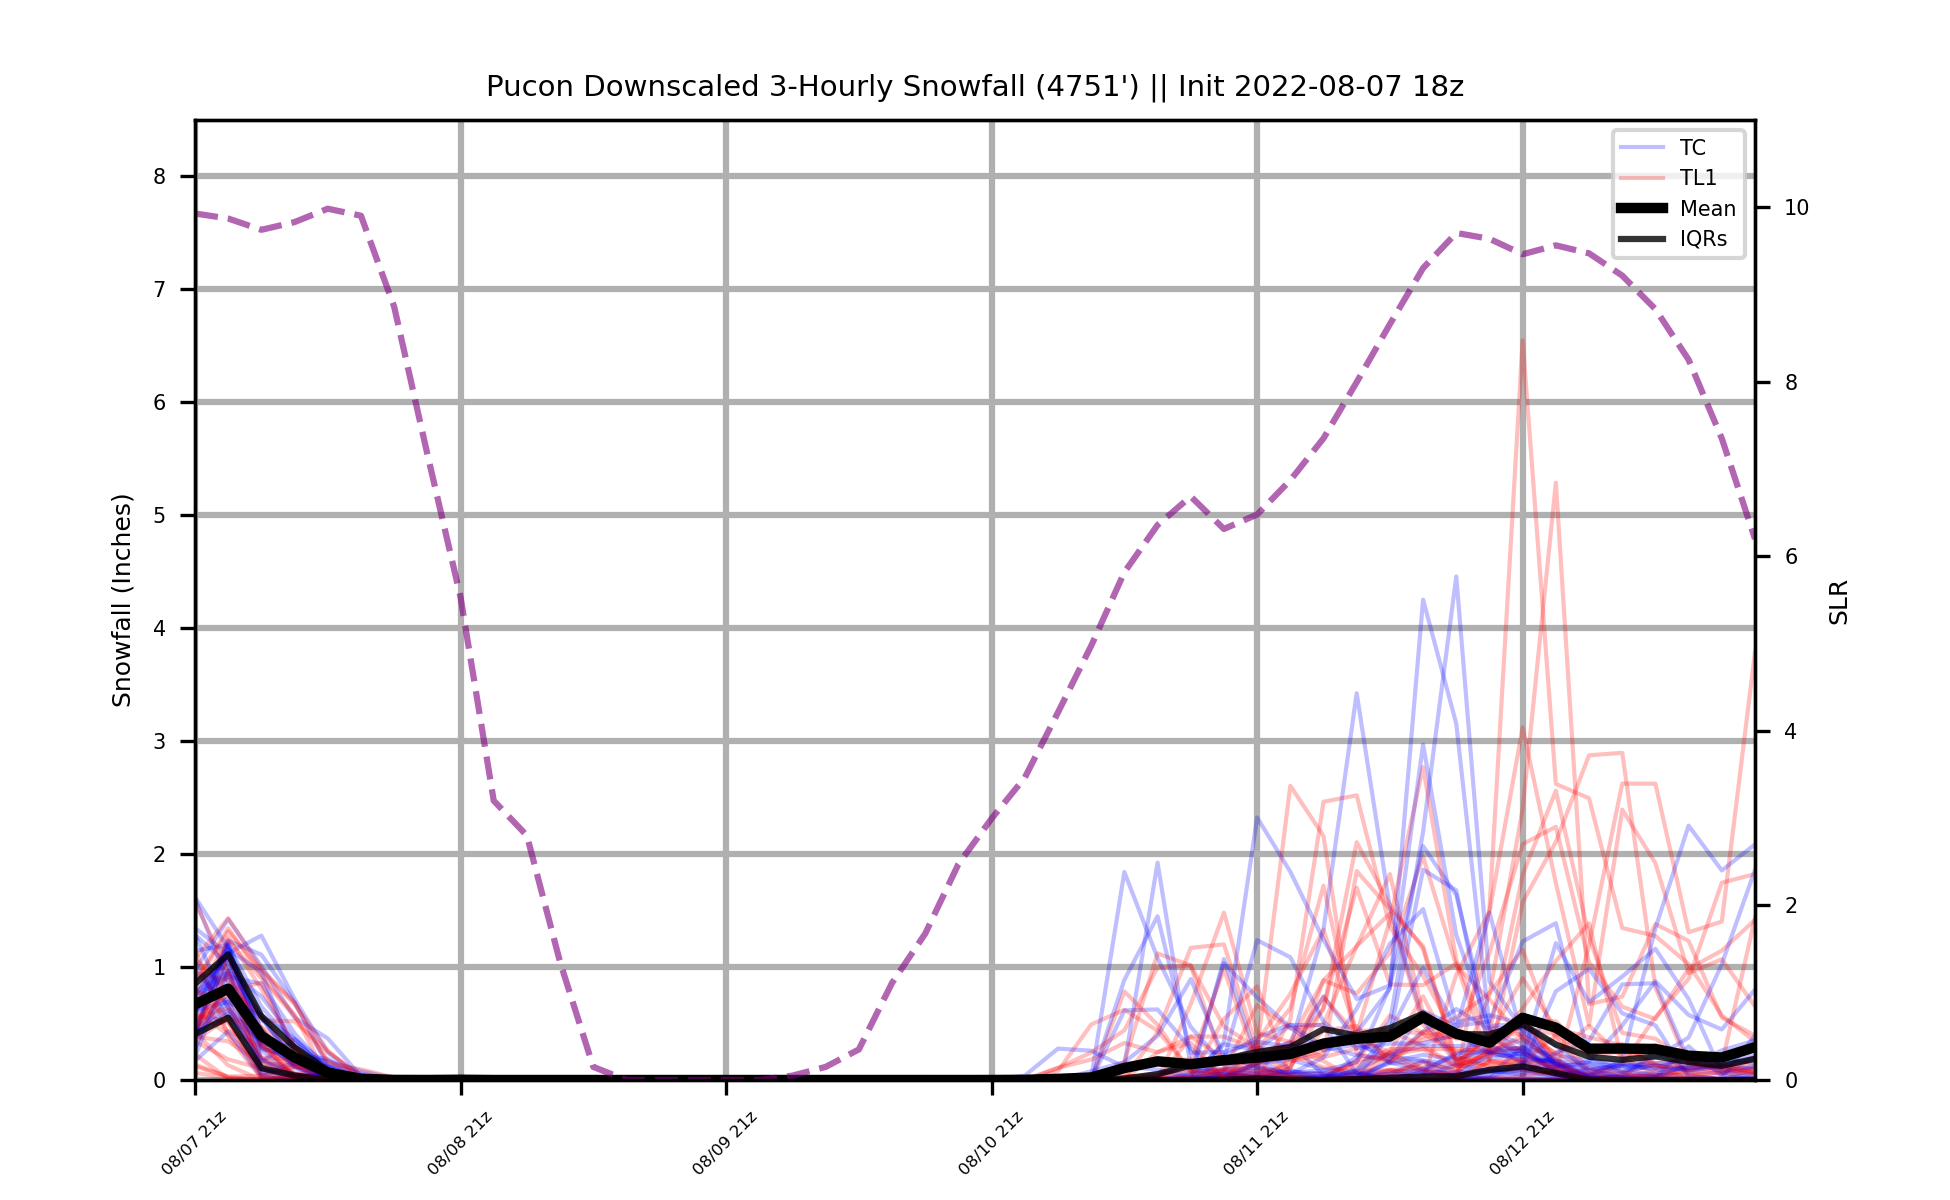 Pucon Downscaled 3-Hourly Snowfall (4751') || Init 2022-08-07 18z
TC
TL1
Mean
IQRs
Snowfall (Inches)
8
7
6
5
4
3
2
1
0
10
8
6
4
2
0
SLR
08/07 21z
08/08 21z
08/09 21z
08/10 21z
08/11 21z
08/12 21z